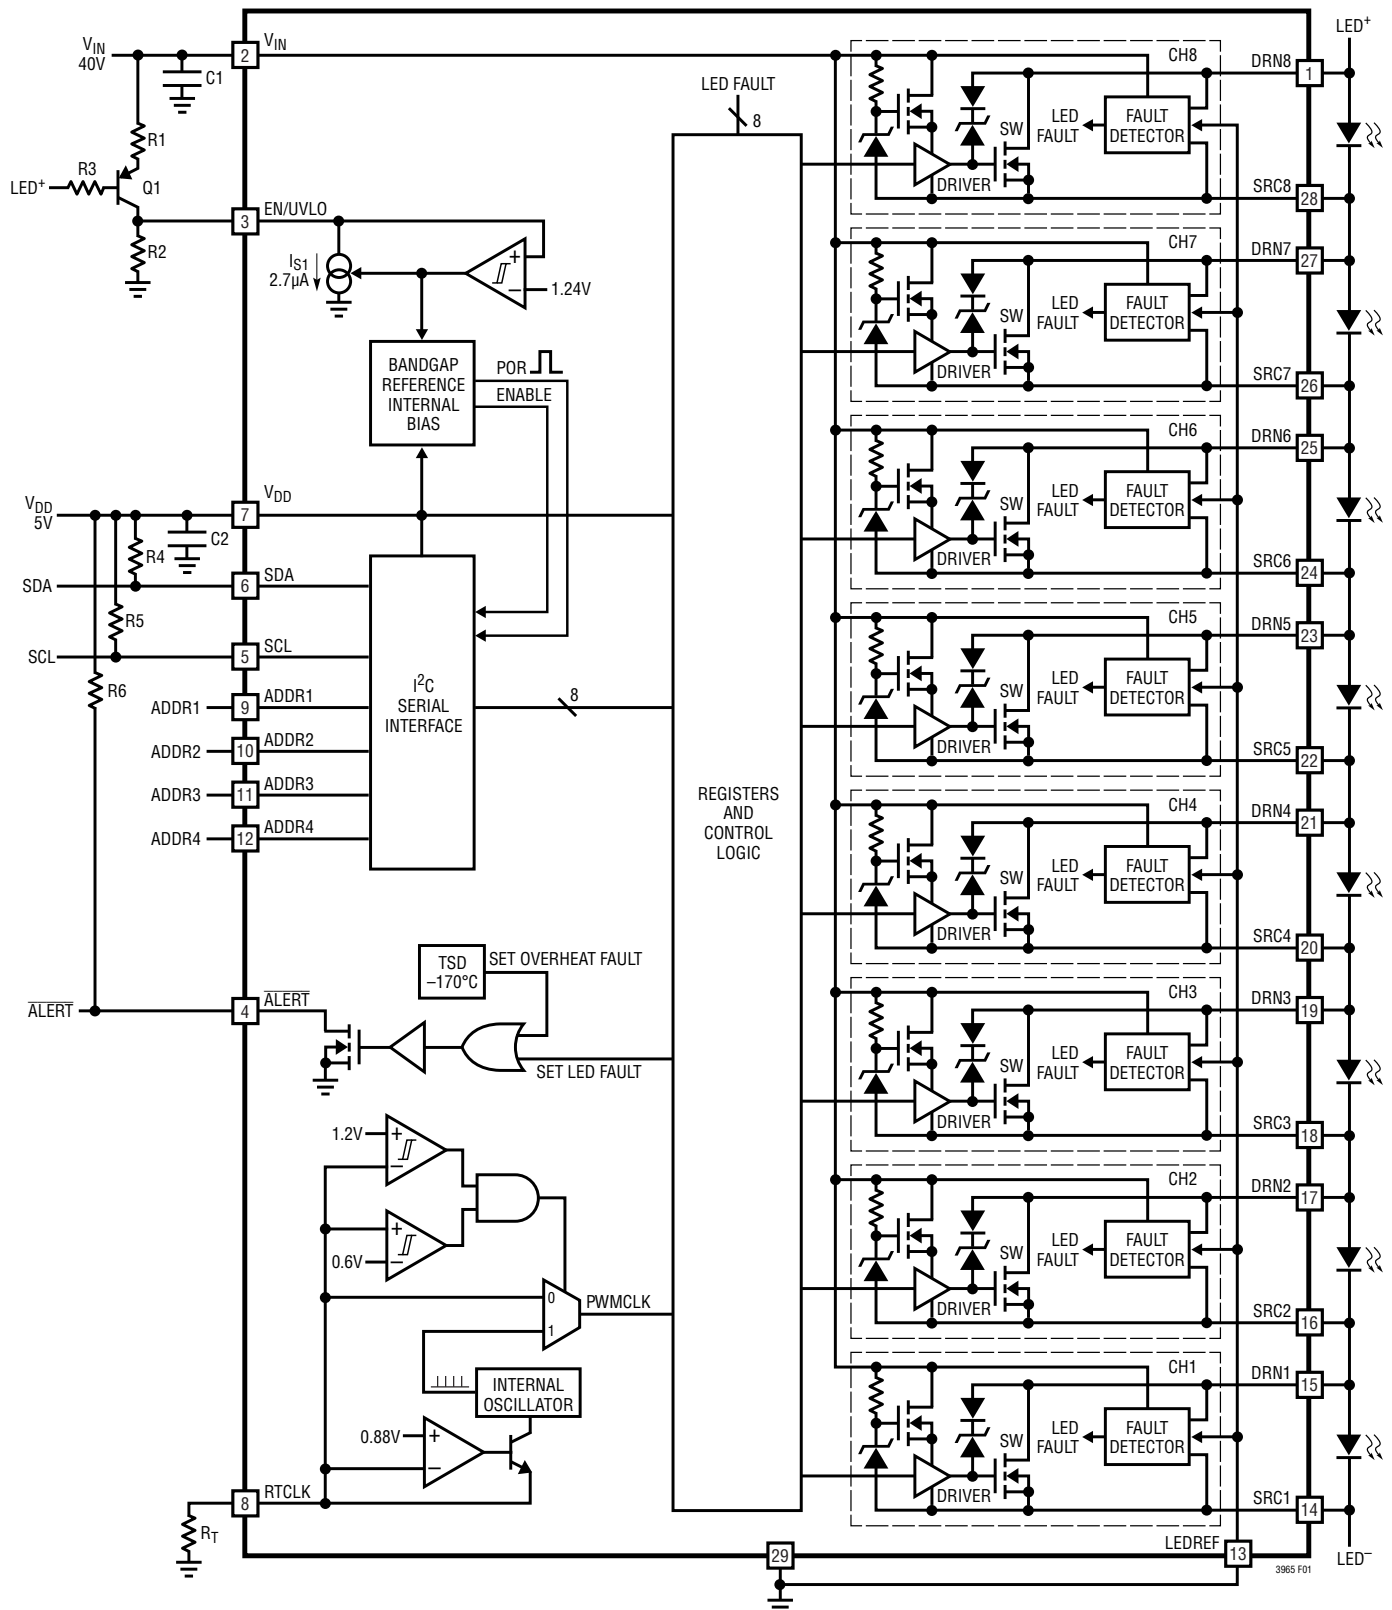 V_IN
40V
C1
R1
R3
LED⁺
Q1
R2
2
V_IN
3
EN/UVLO
I_S1
2.7µA
+
–
1.24V
BANDGAP
REFERENCE
INTERNAL
BIAS
POR
ENABLE
V_DD
5V
C2
R4
SDA
R5
SCL
R6
7
V_DD
6
SDA
5
SCL
ADDR1
9
ADDR1
ADDR2
10
ADDR2
ADDR3
11
ADDR3
ADDR4
12
ADDR4
I²C
SERIAL
INTERFACE
8
TSD
–170°C
SET OVERHEAT FAULT
ALERT
4
ALERT
SET LED FAULT
1.2V
+
–
+
0.6V
–
0
1
PWMCLK
INTERNAL
OSCILLATOR
0.88V
+
–
8
RTCLK
R_T
LED FAULT
8
REGISTERS
AND
CONTROL
LOGIC
CH8
LED
FAULT
FAULT
DETECTOR
SW
DRIVER
DRN8
1
SRC8
28
CH7
LED
FAULT
FAULT
DETECTOR
SW
DRIVER
DRN7
27
SRC7
26
CH6
LED
FAULT
FAULT
DETECTOR
SW
DRIVER
DRN6
25
SRC6
24
CH5
LED
FAULT
FAULT
DETECTOR
SW
DRIVER
DRN5
23
SRC5
22
CH4
LED
FAULT
FAULT
DETECTOR
SW
DRIVER
DRN4
21
SRC4
20
CH3
LED
FAULT
FAULT
DETECTOR
SW
DRIVER
DRN3
19
SRC3
18
CH2
LED
FAULT
FAULT
DETECTOR
SW
DRIVER
DRN2
17
SRC2
16
CH1
LED
FAULT
FAULT
DETECTOR
SW
DRIVER
DRN1
15
SRC1
14
LED⁺
LED⁻
LEDREF
13
29
3965 F01